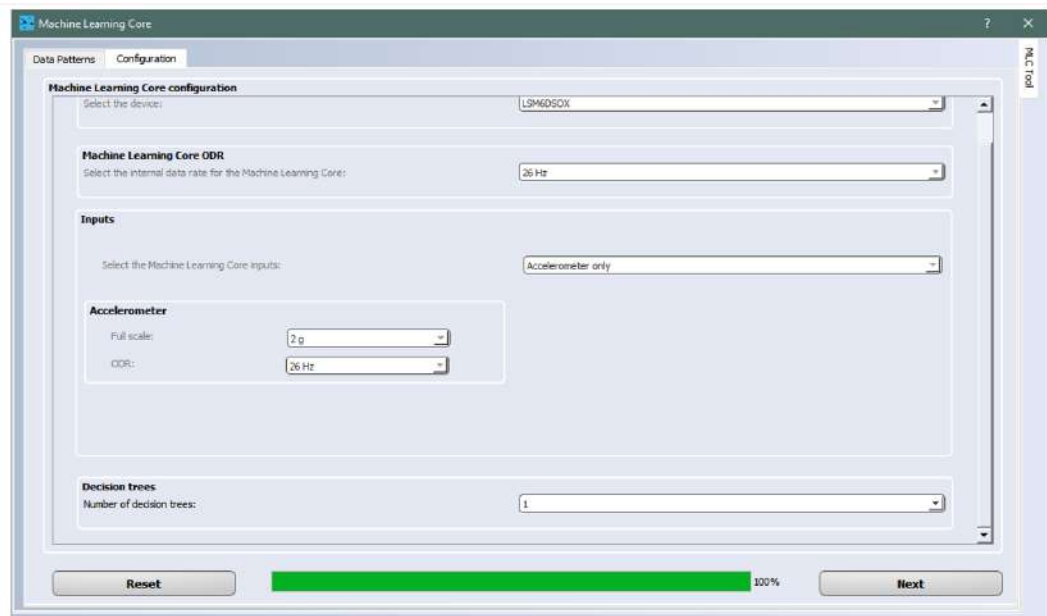 Machine Learning Core
? ×
MLC Tool
Data Patterns Configuration
Machine Learning Core configuration
Select the device: LSM6DSOX
Machine Learning Core ODR
Select the internal data rate for the Machine Learning Core: 26 Hz
Inputs
Select the Machine Learning Core inputs: Accelerometer only
Accelerometer
Full scale: 2 g
ODR: 26 Hz
Decision trees
Number of decision trees: 1
Reset 100% Next